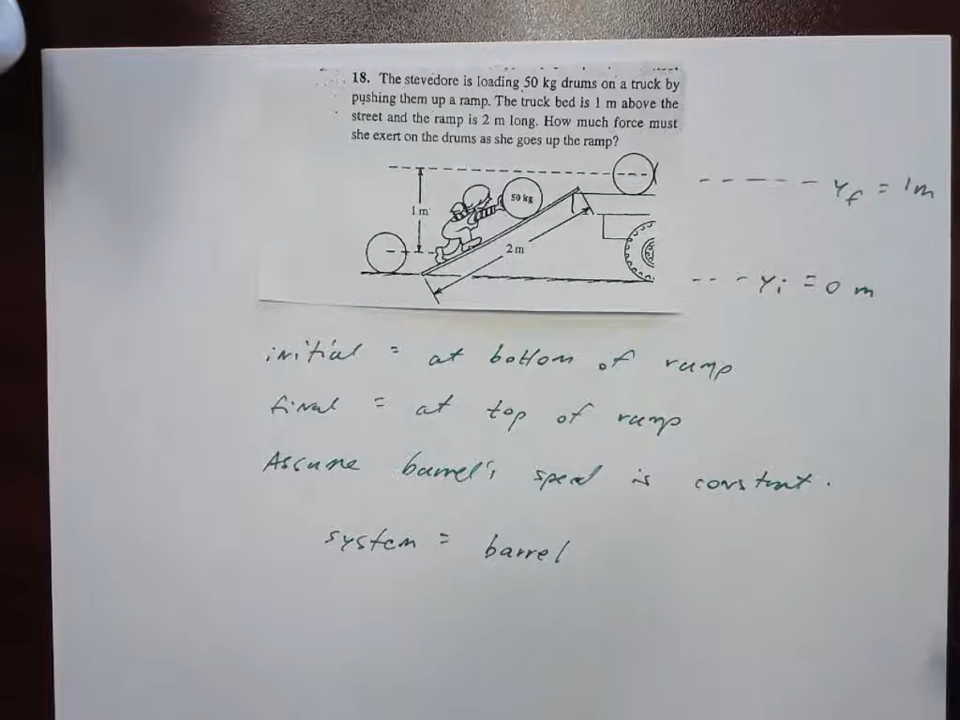 18. The stevedore is loading 50 kg drums on a truck by
pushing them up a ramp. The truck bed is 1 m above the
street and the ramp is 2 m long. How much force must
she exert on the drums as she goes up the ramp?
50 kg
1 m
2 m
y_f = 1m
y_i = 0 m
initial = at bottom of ramp
final = at top of ramp
Assume barrel's speed is constant.
system = barrel